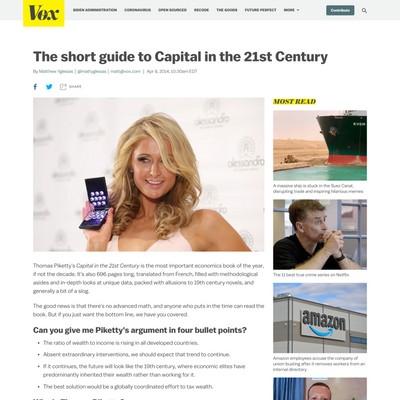 Vox
BIDEN ADMINISTRATION CORONAVIRUS OPEN SOURCED RECODE THE GOODS FUTURE PERFECT MORE
Contribute
The short guide to Capital in the 21st Century
By Matthew Yglesias | @mattyglesias | matt@vox.com | Apr 8, 2014, 10:30am EDT
SHARE
alessandro
Thomas Piketty's Capital in the 21st Century is the most important economics book of the year,
if not the decade. It's also 696 pages long, translated from French, filled with methodological
asides and in-depth looks at unique data, packed with allusions to 19th century novels, and
generally a bit of a slog.
The good news is that there's no advanced math, and anyone who puts in the time can read the
book. But if you just want the bottom line, we have you covered.
Can you give me Piketty's argument in four bullet points?
• The ratio of wealth to income is rising in all developed countries.
• Absent extraordinary interventions, we should expect that trend to continue.
• If it continues, the future will look like the 19th century, where economic elites have
predominantly inherited their wealth rather than working for it.
• The best solution would be a globally coordinated effort to tax wealth.
MOST READ
A massive ship is stuck in the Suez Canal,
disrupting trade and inspiring hilarious memes
The 11 best true crime series on Netflix
amazon
Amazon employees accuse the company of
union busting after it removes workers from an
internal directory